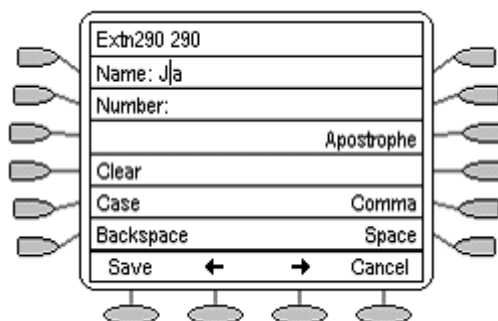 Extn290 290
Name: J|a
Number:
Apostrophe
Clear
Case Comma
Backspace Space
Save ← → Cancel